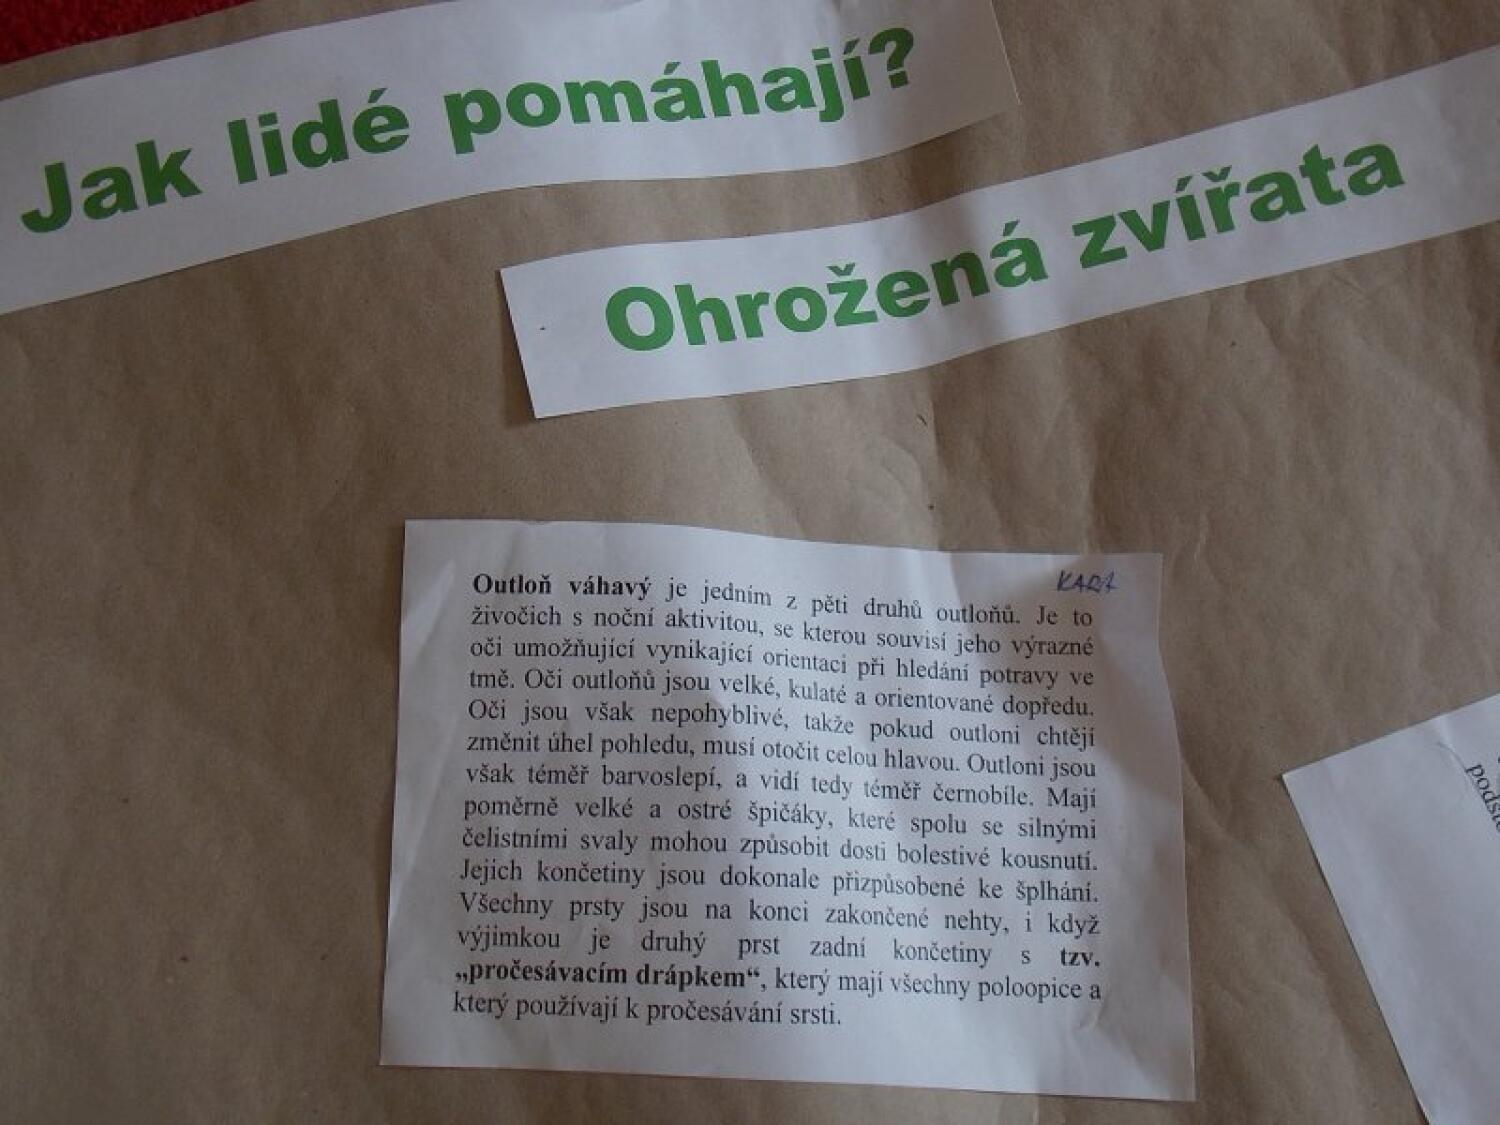 Jak lidé pomáhají?
Ohrožená zvířata
KARA
Outloň váhavý je jedním z pěti druhů outloňů. Je to
živočich s noční aktivitou, se kterou souvisí jeho výrazné
oči umožňující vynikající orientaci při hledání potravy ve
tmě. Oči outloňů jsou velké, kulaté a orientované dopředu.
Oči jsou však nepohyblivé, takže pokud outloni chtějí
změnit úhel pohledu, musí otočit celou hlavou. Outloni jsou
však téměř barvoslepí, a vidí tedy téměř černobíle. Mají
poměrně velké a ostré špičáky, které spolu se silnými
čelistními svaly mohou způsobit dosti bolestivé kousnutí.
Jejich končetiny jsou dokonale přizpůsobené ke šplhání.
Všechny prsty jsou na konci zakončené nehty, i když
výjimkou je druhý prst zadní končetiny s tzv.
„pročesávacím drápkem“, který mají všechny poloopice a
který používají k pročesávání srsti.